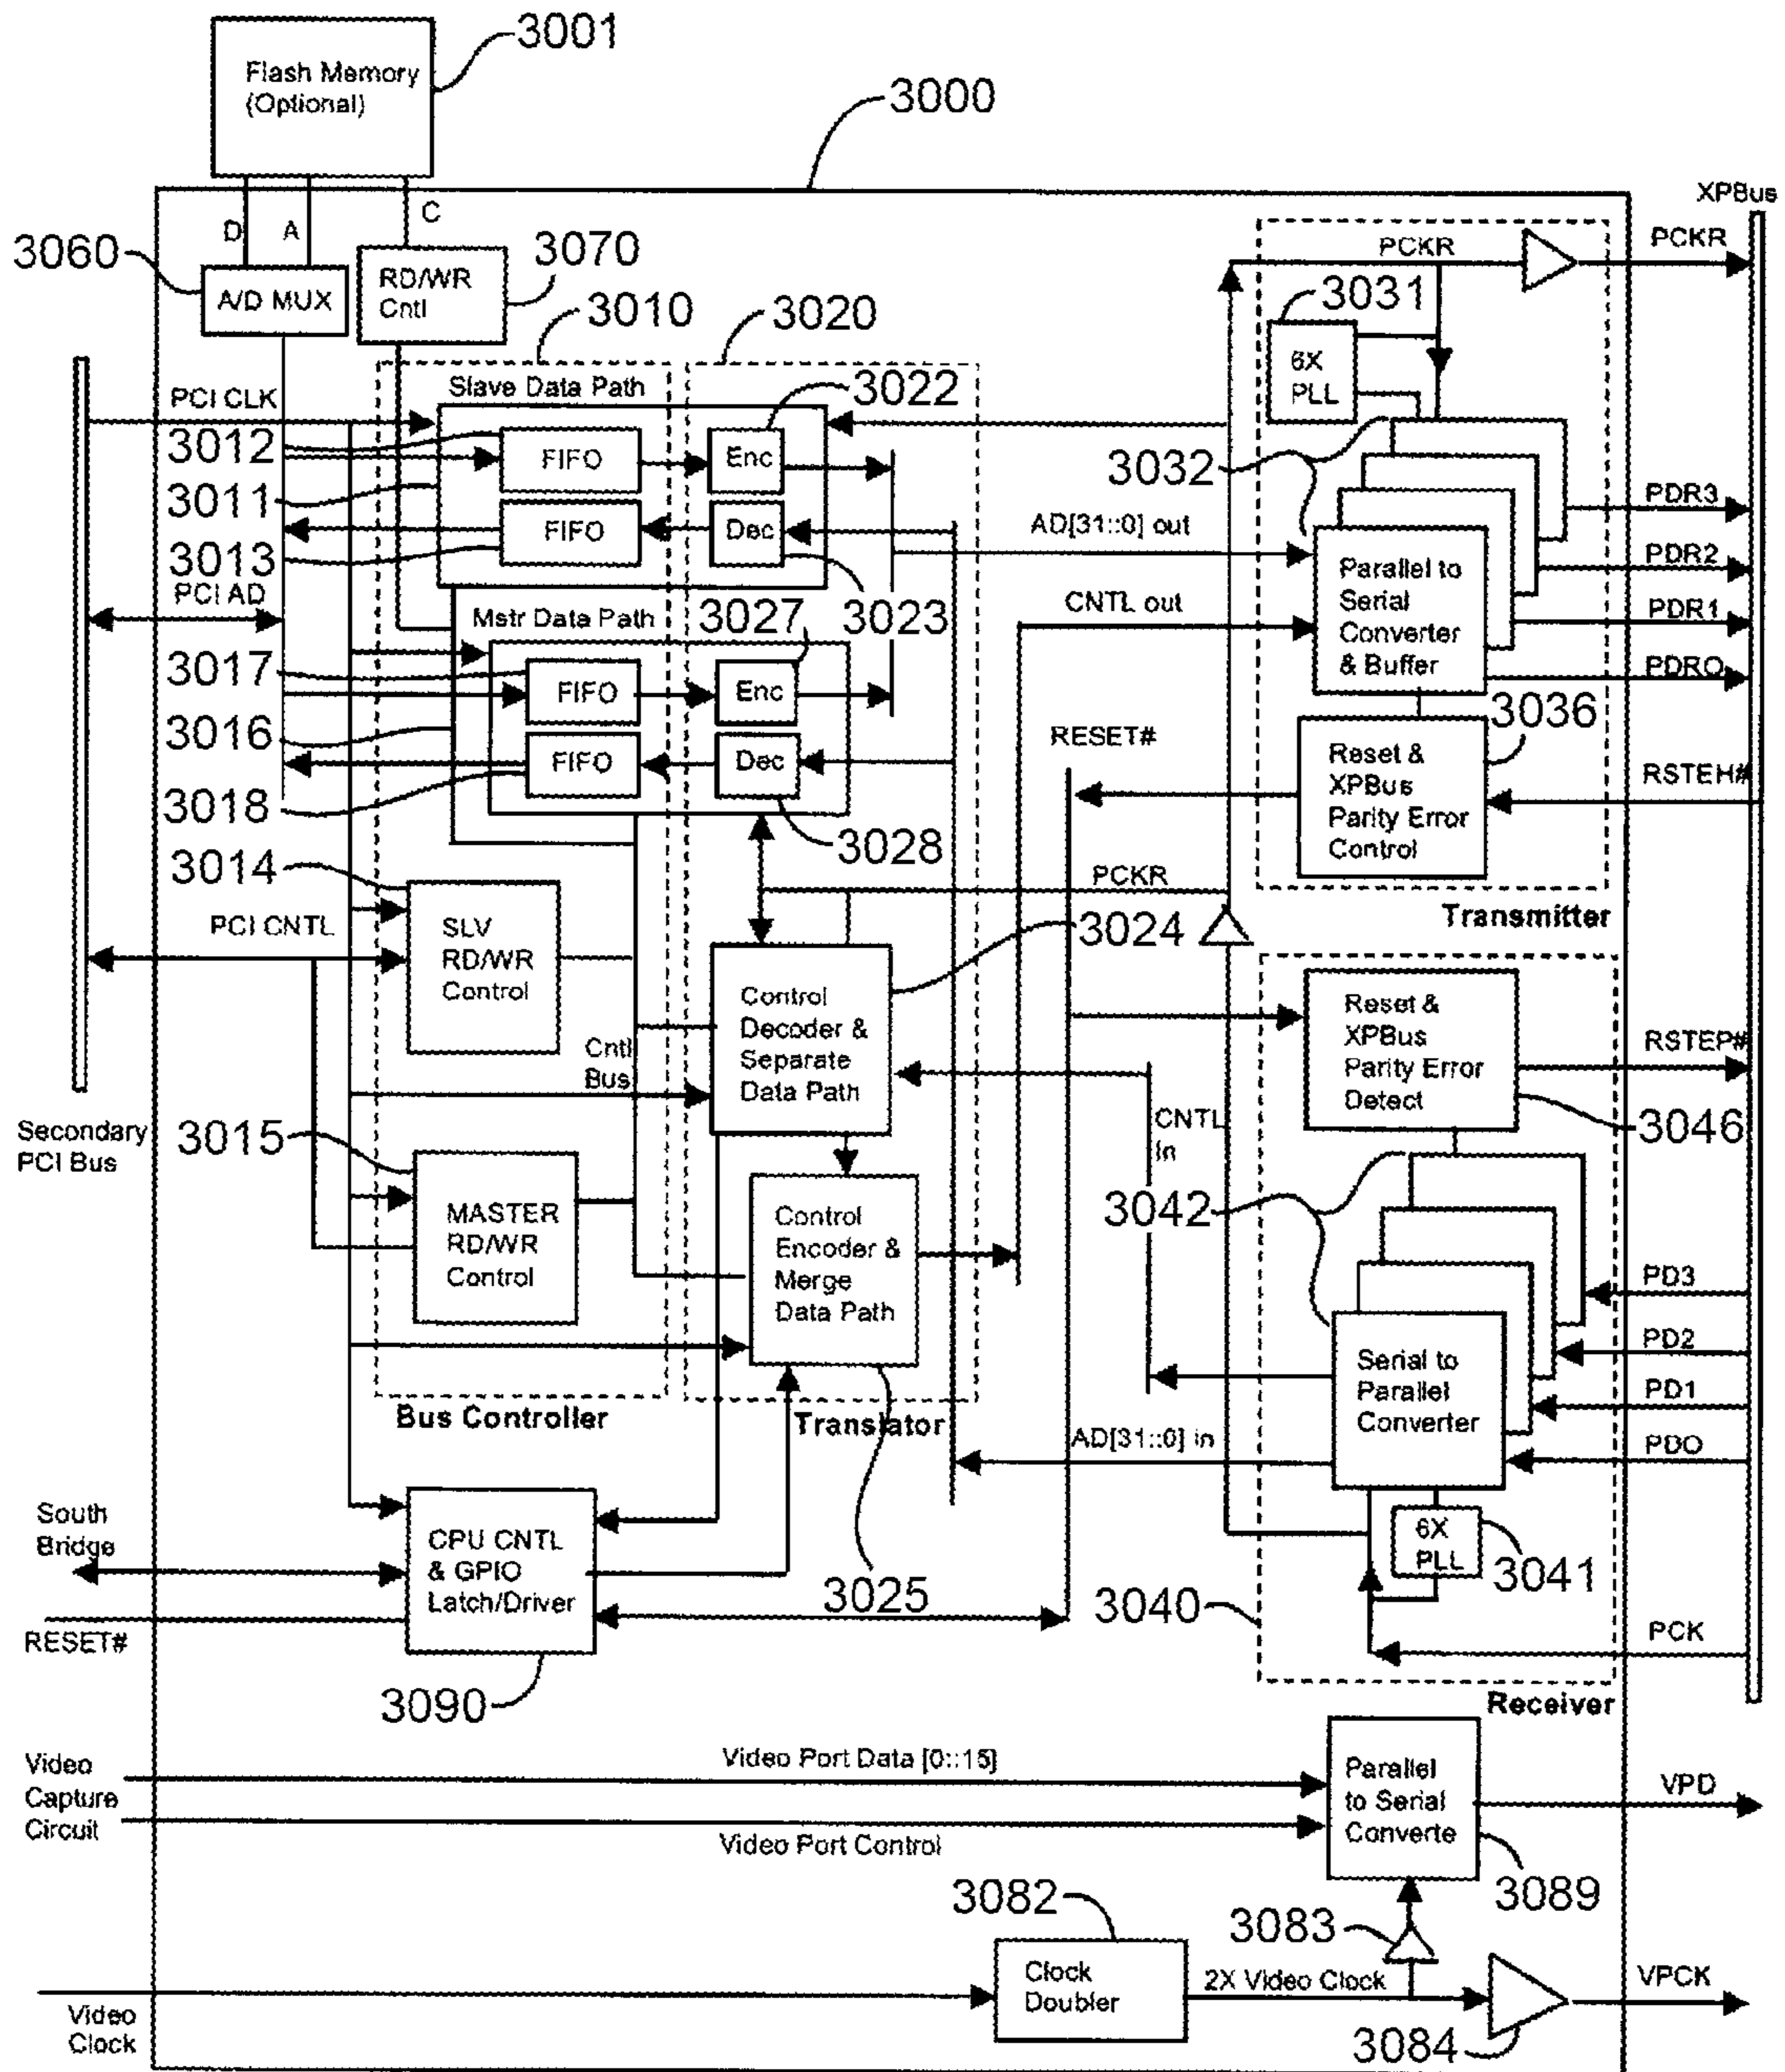 3001
Flash Memory
(Optional)
3000
XPBus
D
A
C
3060
A/D MUX
3070
RD/WR
Cntl
PCKR
PCKR
3031
6X
PLL
3010
3020
Slave Data Path
3022
PCI CLK
3012
FIFO
Enc
3032
3011
FIFO
Dec
AD[31::0] out
PDR3
3013
Parallel to
Serial
Converter
& Buffer
PDR2
PCI AD
CNTL out
Mstr Data Path
3027
3023
PDR1
3017
FIFO
Enc
PDRO
3016
RESET#
3036
FIFO
Dec
Reset &
XPBus
Parity Error
Control
RSTEH#
3018
3028
3014
PCKR
Transmitter
PCI CNTL
SLV
RD/WR
Control
3024
Control
Decoder &
Separate
Data Path
Reset &
XPBus
Parity Error
Detect
RSTEP#
Cntl
Bus
CNTL
in
3046
Secondary
PCI Bus
3015
MASTER
RD/WR
Control
Control
Encoder &
Merge
Data Path
3042
PD3
PD2
Serial to
Parallel
Converter
PD1
Bus Controller
Translator
AD[31::0] in
PDO
South
Bridge
CPU CNTL
& GPIO
Latch/Driver
6X
PLL
3041
3025
3040
RESET#
PCK
3090
Receiver
Video
Capture
Circuit
Video Port Data [0::15]
Video Port Control
Parallel
to Serial
Converte
VPD
3089
3082
3083
Clock
Doubler
2X Video Clock
VPCK
Video
Clock
3084